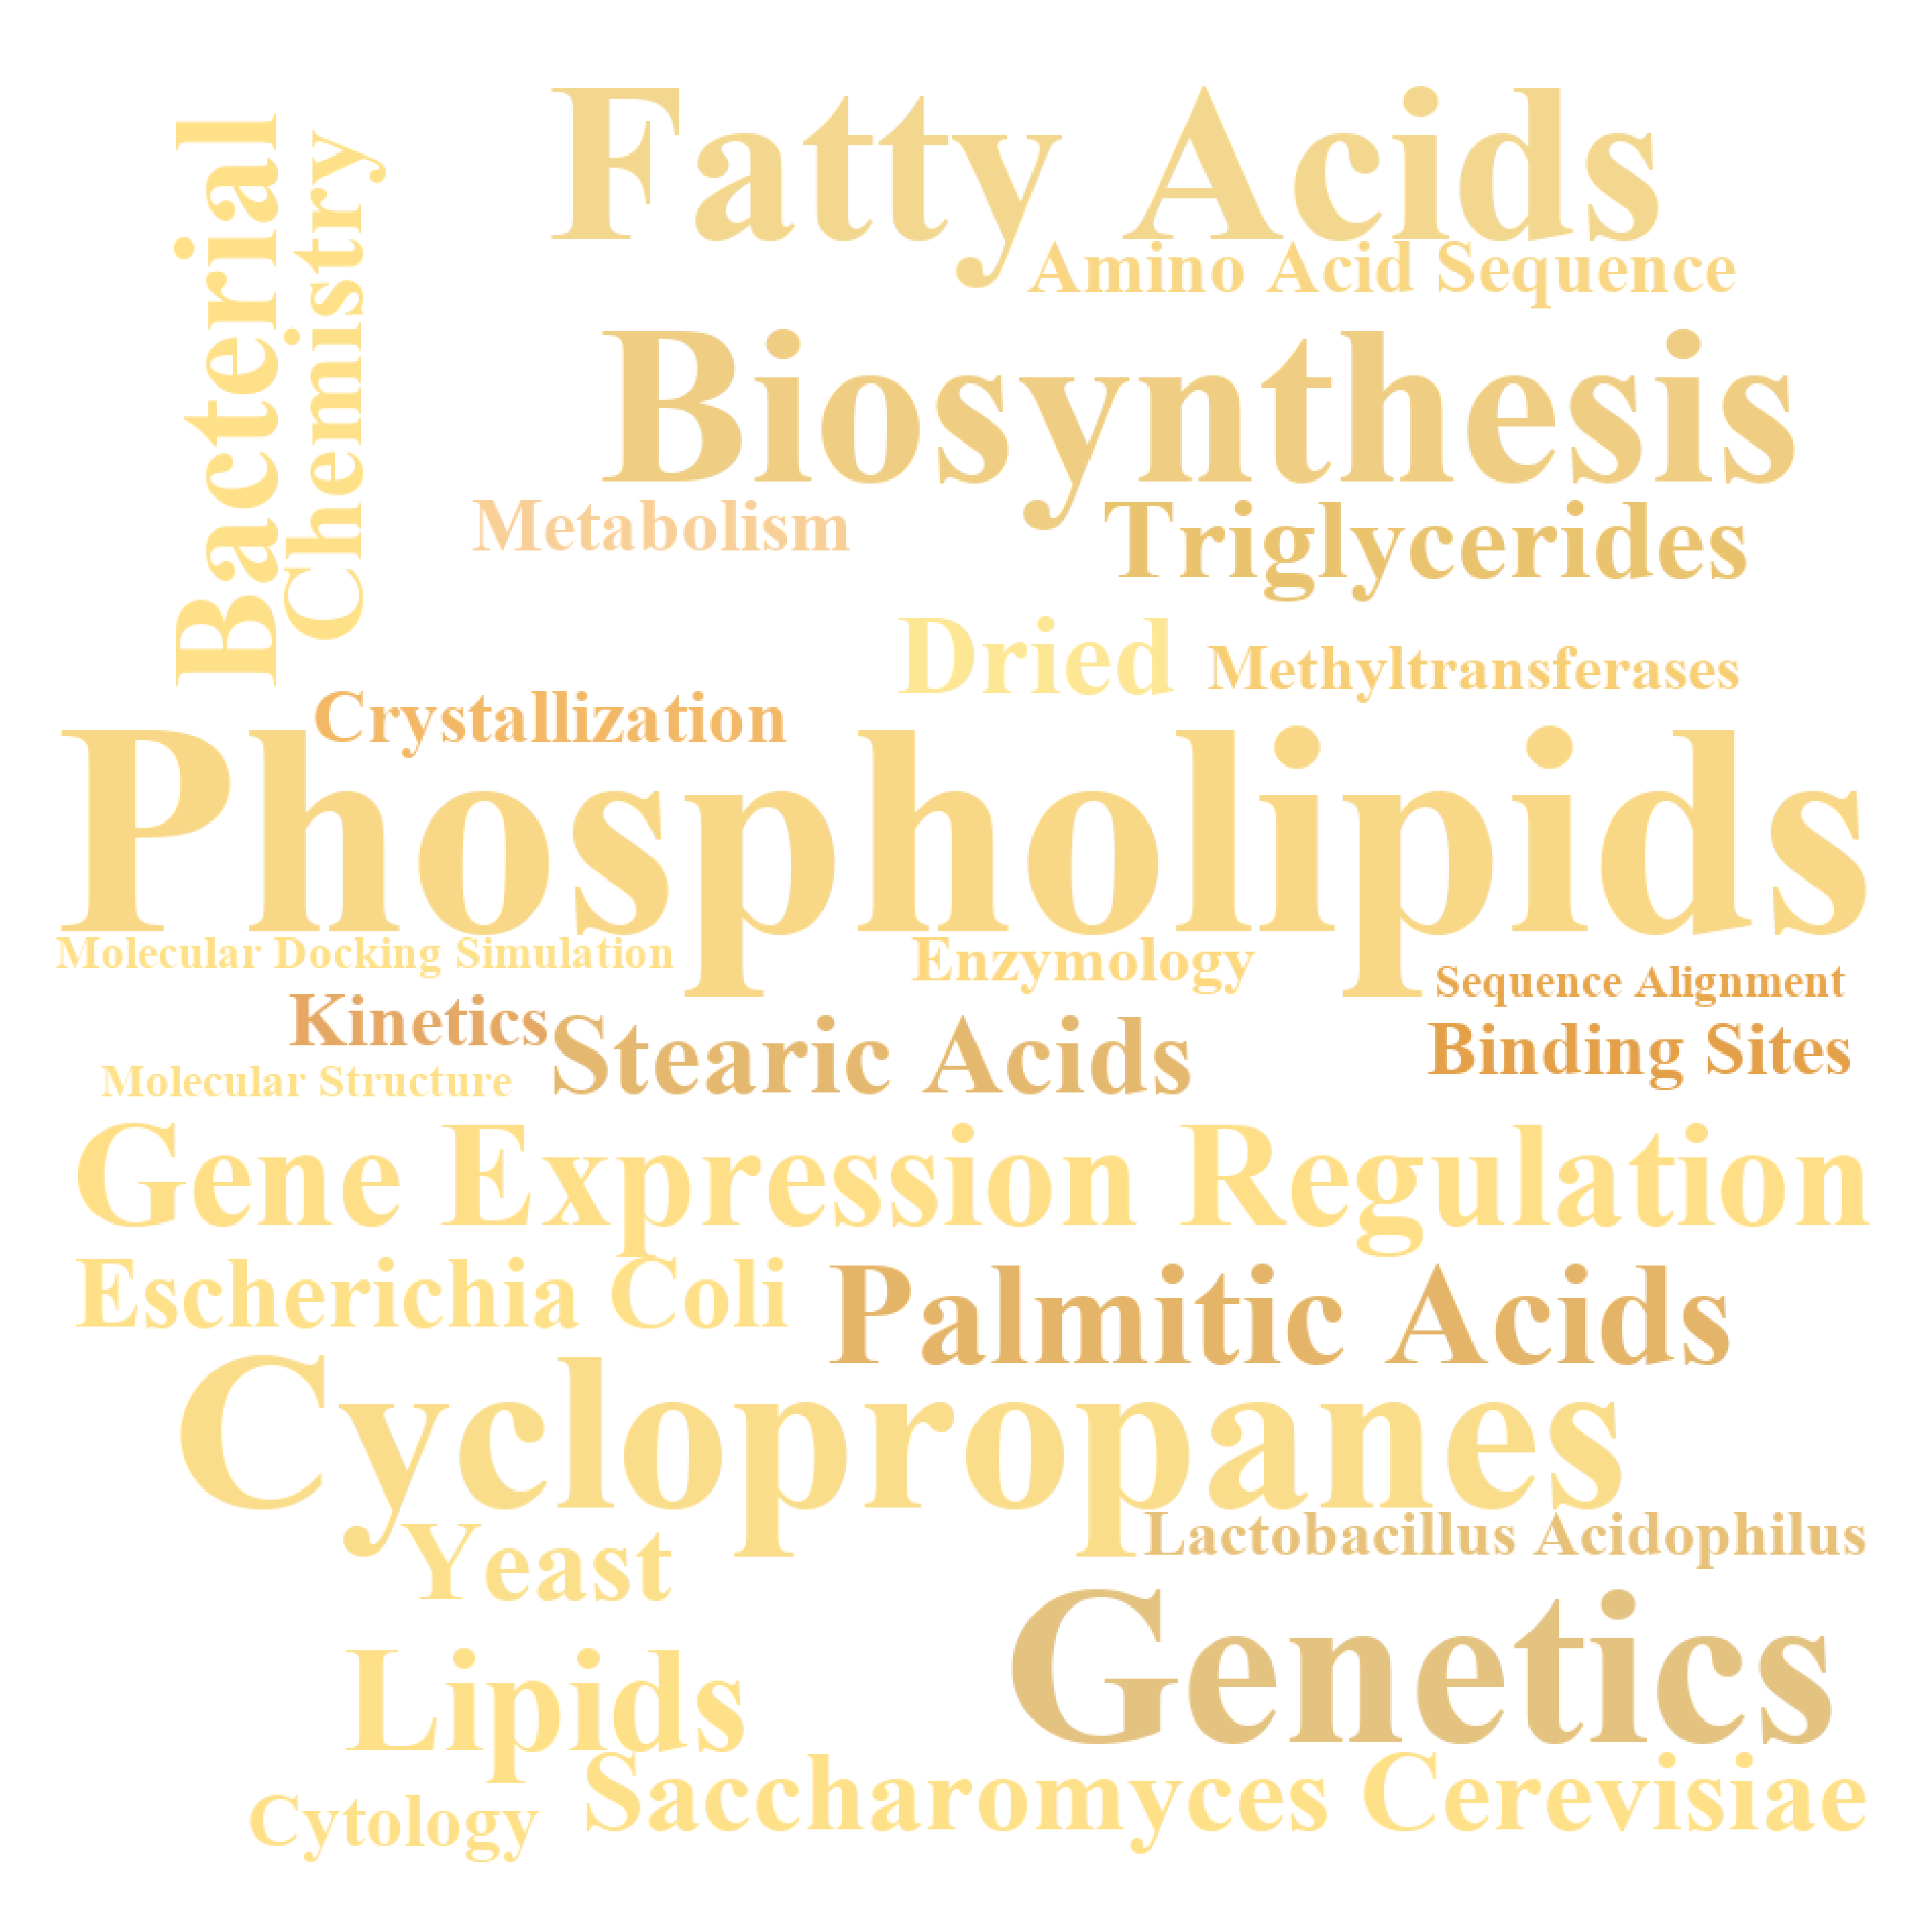 Fatty Acids
Amino Acid Sequence
Bacterial
Chemistry
Biosynthesis
Metabolism
Triglycerides
Dried
Methyltransferases
Crystallization
Phospholipids
Molecular Docking Simulation
Enzymology
Sequence Alignment
Kinetics
Stearic Acids
Binding Sites
Molecular Structure
Gene Expression Regulation
Escherichia Coli
Palmitic Acids
Cyclopropanes
Lactobacillus Acidophilus
Yeast
Genetics
Lipids
Saccharomyces Cerevisiae
Cytology